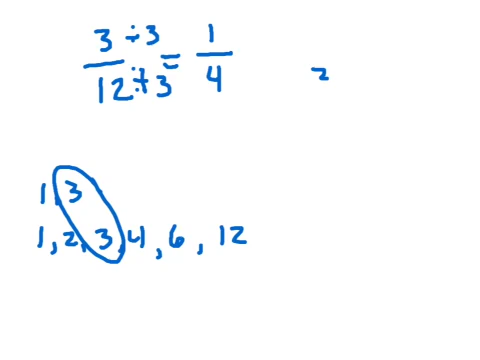 3 ÷ 3 / 12 ÷ 3 = 1 / 4
1, 3
1, 2, 3, 4, 6, 12